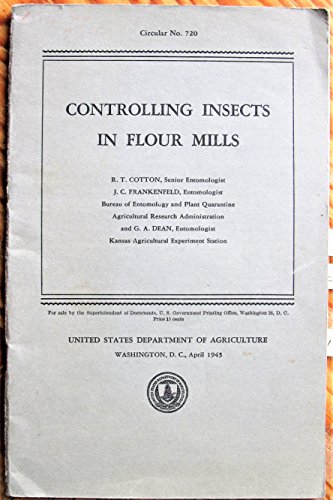 Circular No. 720
CONTROLLING INSECTS
IN FLOUR MILLS
R. T. COTTON, Senior Entomologist
J. C. FRANKENFELD, Entomologist
Bureau of Entomology and Plant Quarantine
Agricultural Research Administration
and G. A. DEAN, Entomologist
Kansas Agricultural Experiment Station
For sale by the Superintendent of Documents, U. S. Government Printing Office, Washington 25, D. C.
Price 15 cents
UNITED STATES DEPARTMENT OF AGRICULTURE
WASHINGTON, D. C., April 1945